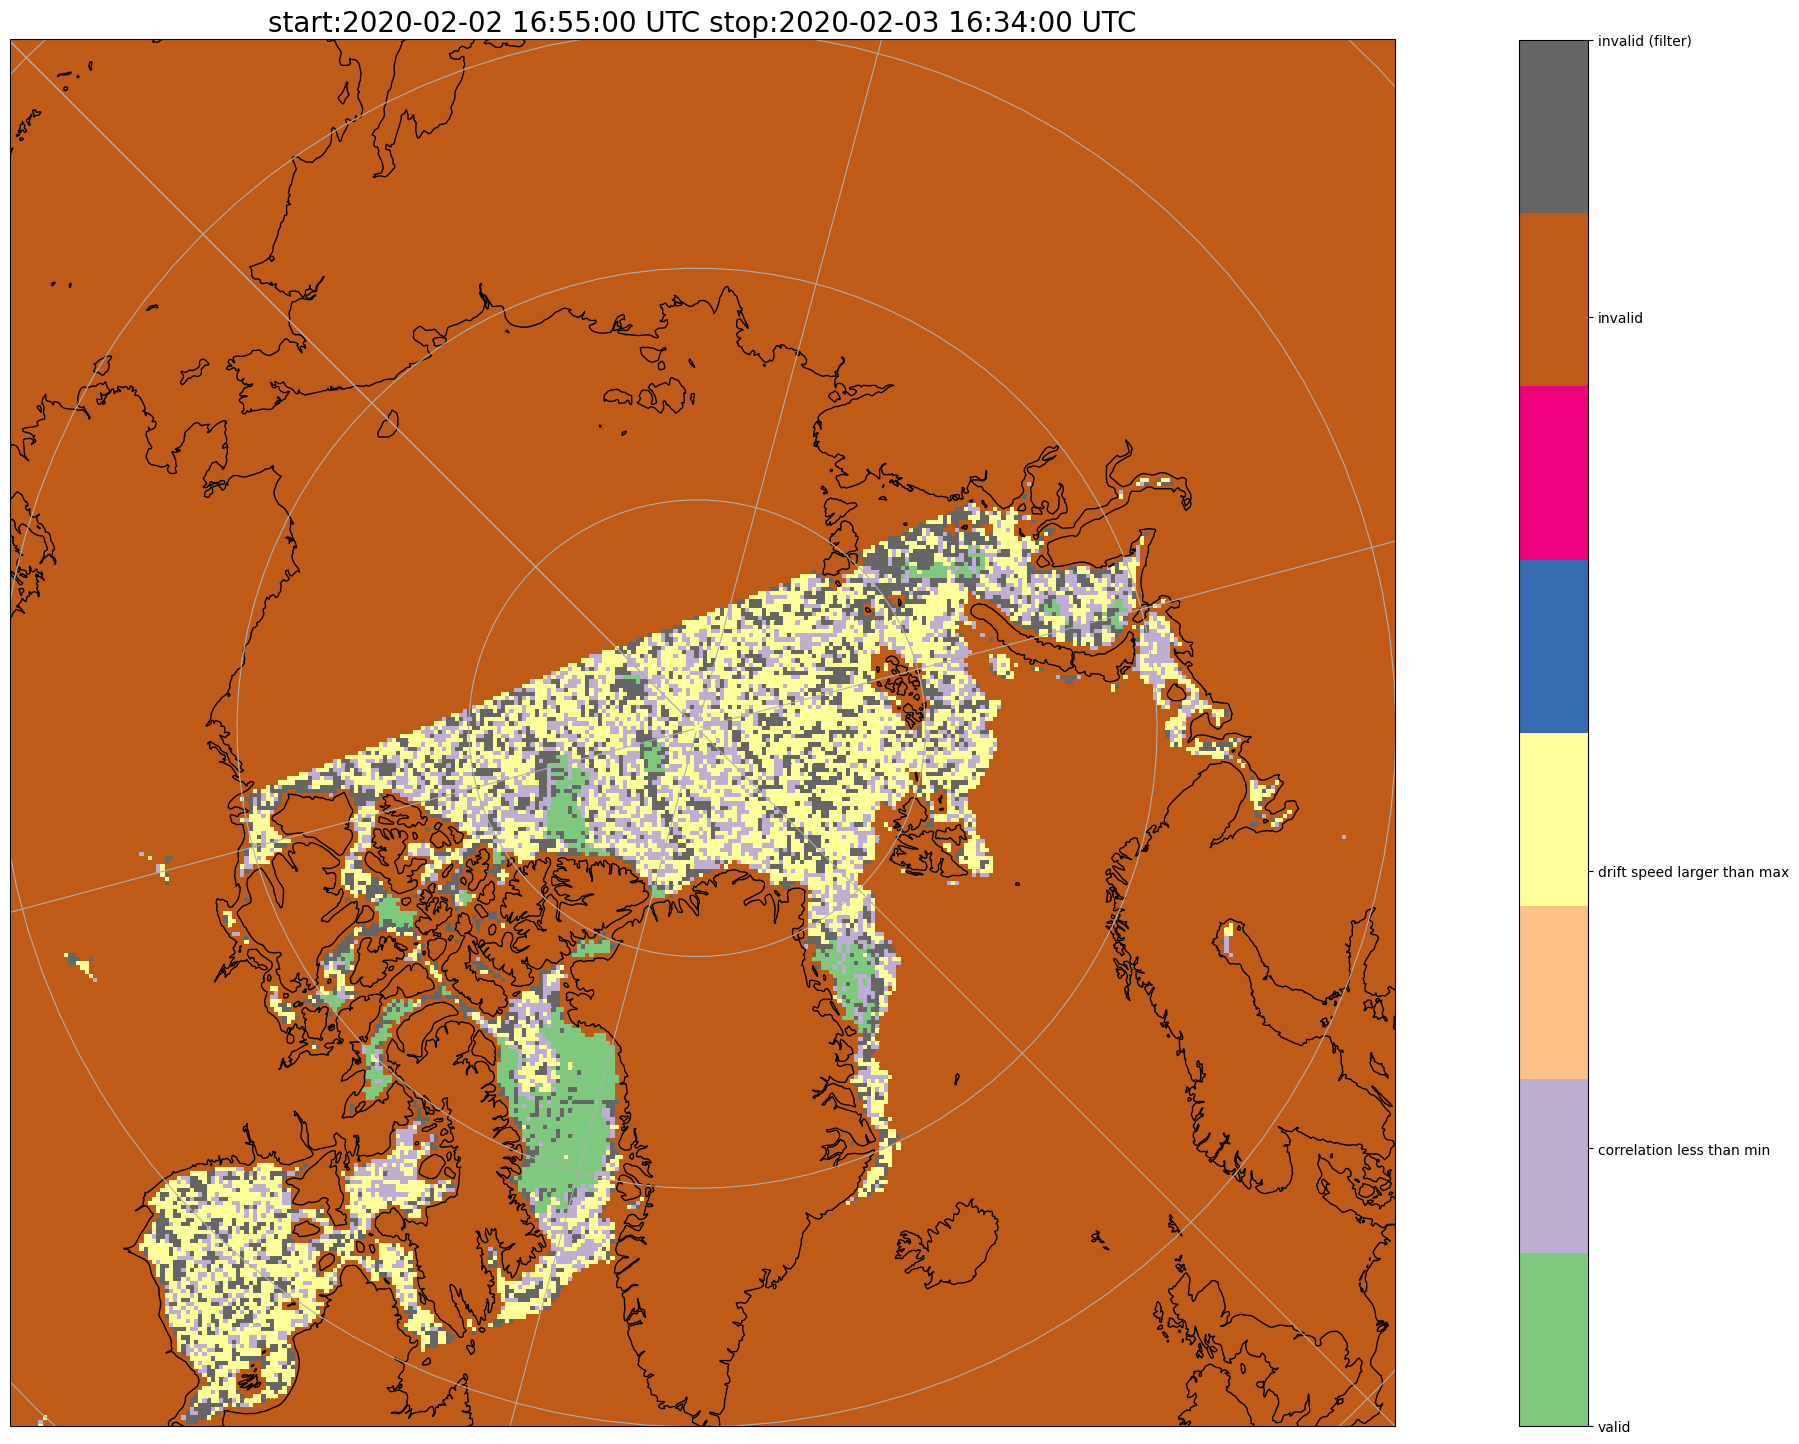 start:2020-02-02 16:55:00 UTC stop:2020-02-03 16:34:00 UTC
invalid (filter)
invalid
drift speed larger than max
correlation less than min
valid